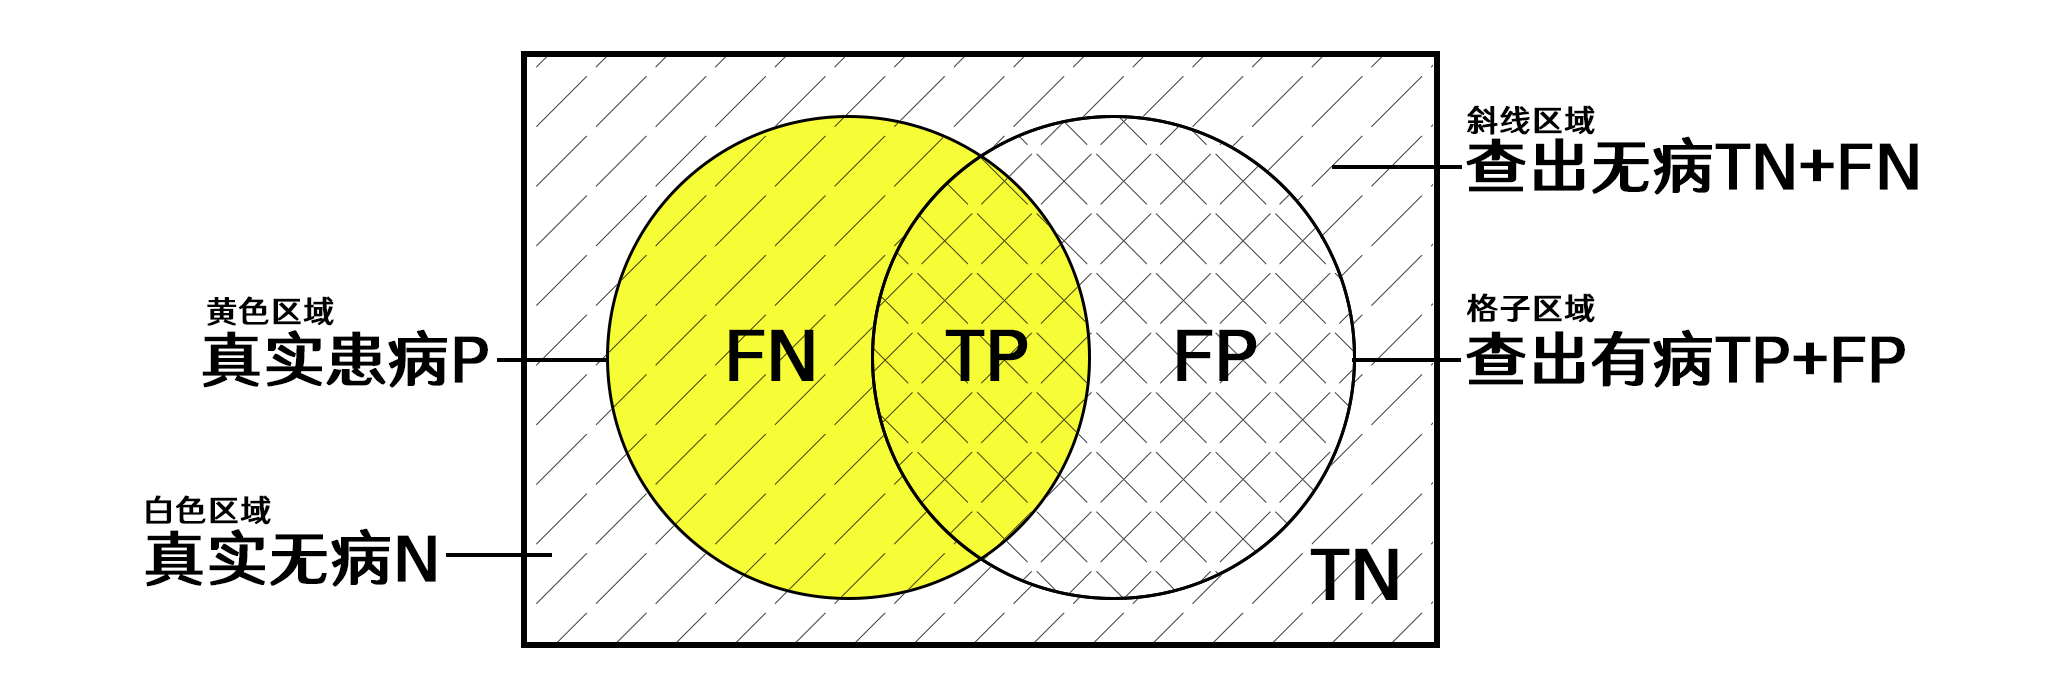 斜线区域
查出无病TN+FN
黄色区域
真实患病P
FN
TP
FP
格子区域
查出有病TP+FP
白色区域
真实无病N
TN